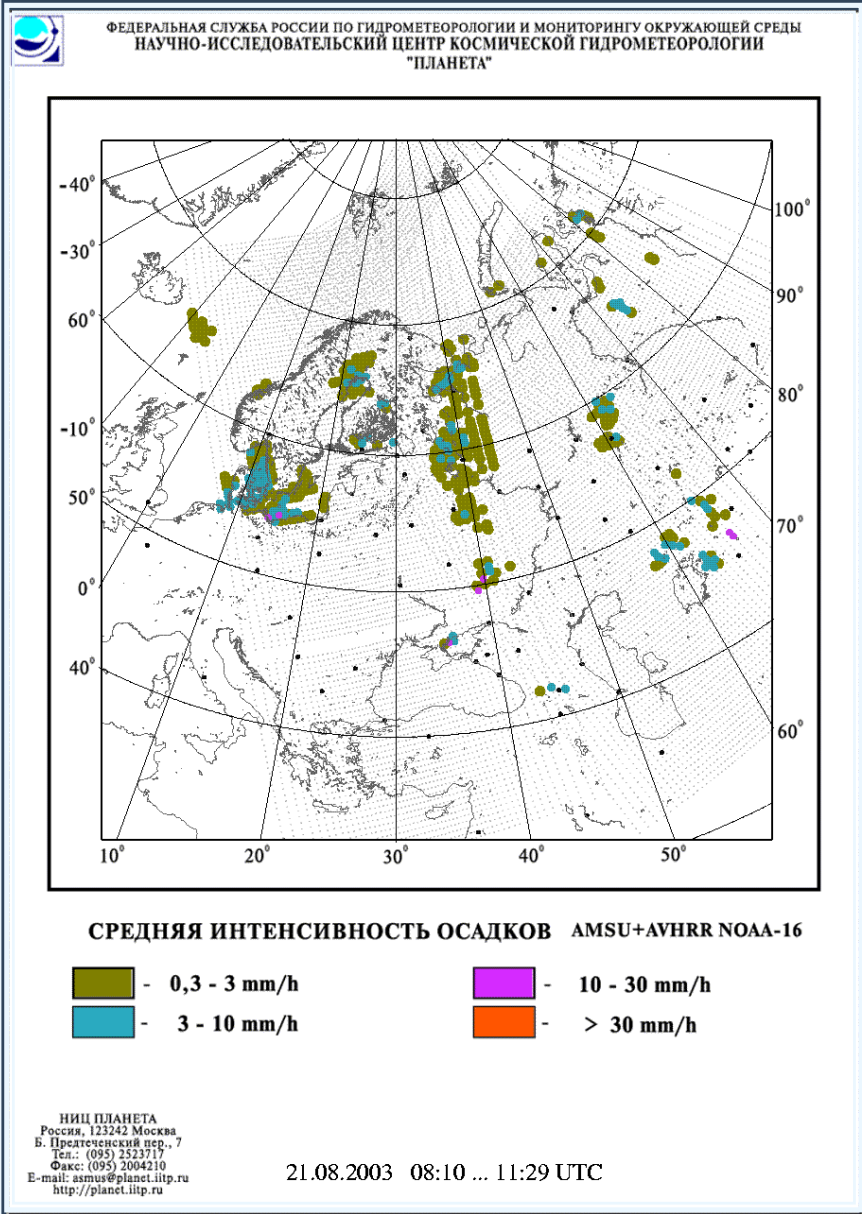 ФЕДЕРАЛЬНАЯ СЛУЖБА РОССИИ ПО ГИДРОМЕТЕОРОЛОГИИ И МОНИТОРИНГУ ОКРУЖАЮЩЕЙ СРЕДЫ
НАУЧНО-ИССЛЕДОВАТЕЛЬСКИЙ ЦЕНТР КОСМИЧЕСКОЙ ГИДРОМЕТЕОРОЛОГИИ
"ПЛАНЕТА"
-40°
-30°
60°
-10°
50°
0°
40°
100°
90°
80°
70°
60°
10°
20°
30°
40°
50°
СРЕДНЯЯ ИНТЕНСИВНОСТЬ ОСАДКОВ AMSU+AVHRR NOAA-16
- 0,3 - 3 mm/h
- 10 - 30 mm/h
- 3 - 10 mm/h
- > 30 mm/h
НИЦ ПЛАНЕТА
Россия, 123242 Москва
Б. Предтеченский пер., 7
Тел.: (095) 2523717
Факс: (095) 2004210
E-mail: asmus@planet.iitp.ru
http://planet.iitp.ru
21.08.2003 08:10 ... 11:29 UTC